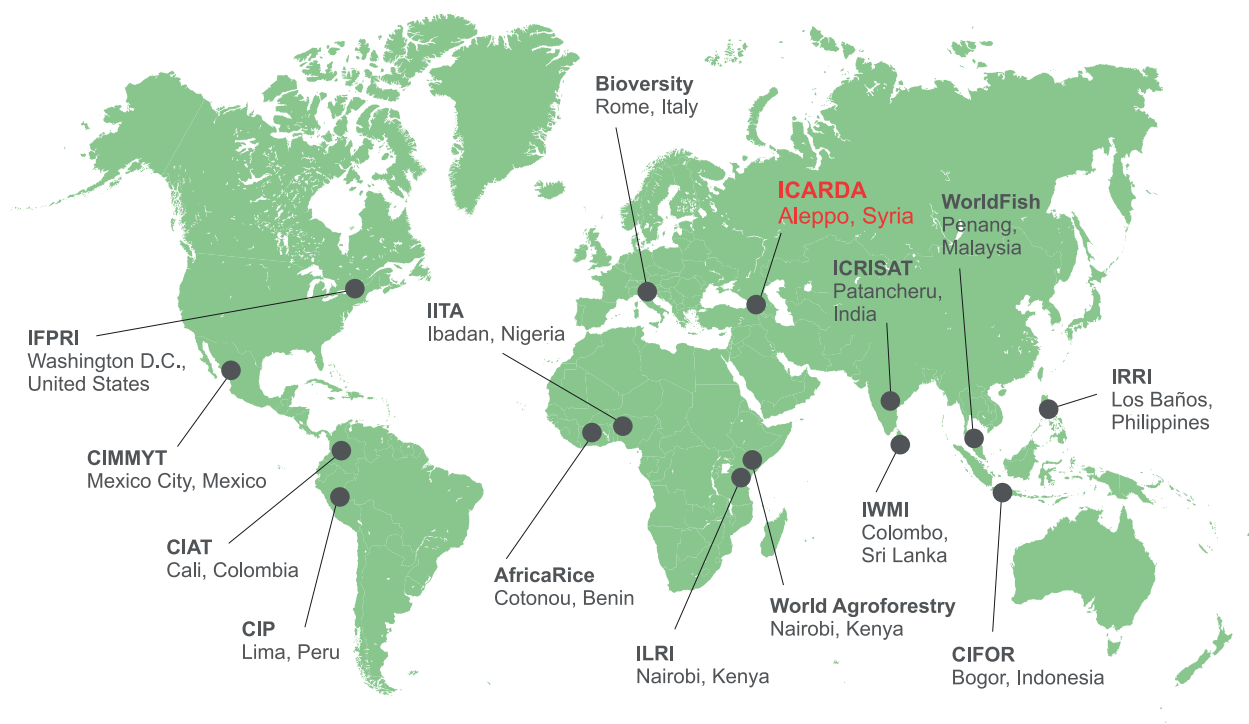 Bioversity
Rome, Italy
ICARDA
Aleppo, Syria
WorldFish
Penang,
Malaysia
ICRISAT
Patancheru,
India
IITA
Ibadan, Nigeria
IFPRI
Washington D.C.,
United States
IRRI
Los Baños,
Philippines
CIMMYT
Mexico City, Mexico
IWMI
Colombo,
Sri Lanka
CIAT
Cali, Colombia
AfricaRice
Cotonou, Benin
World Agroforestry
Nairobi, Kenya
CIP
Lima, Peru
ILRI
Nairobi, Kenya
CIFOR
Bogor, Indonesia